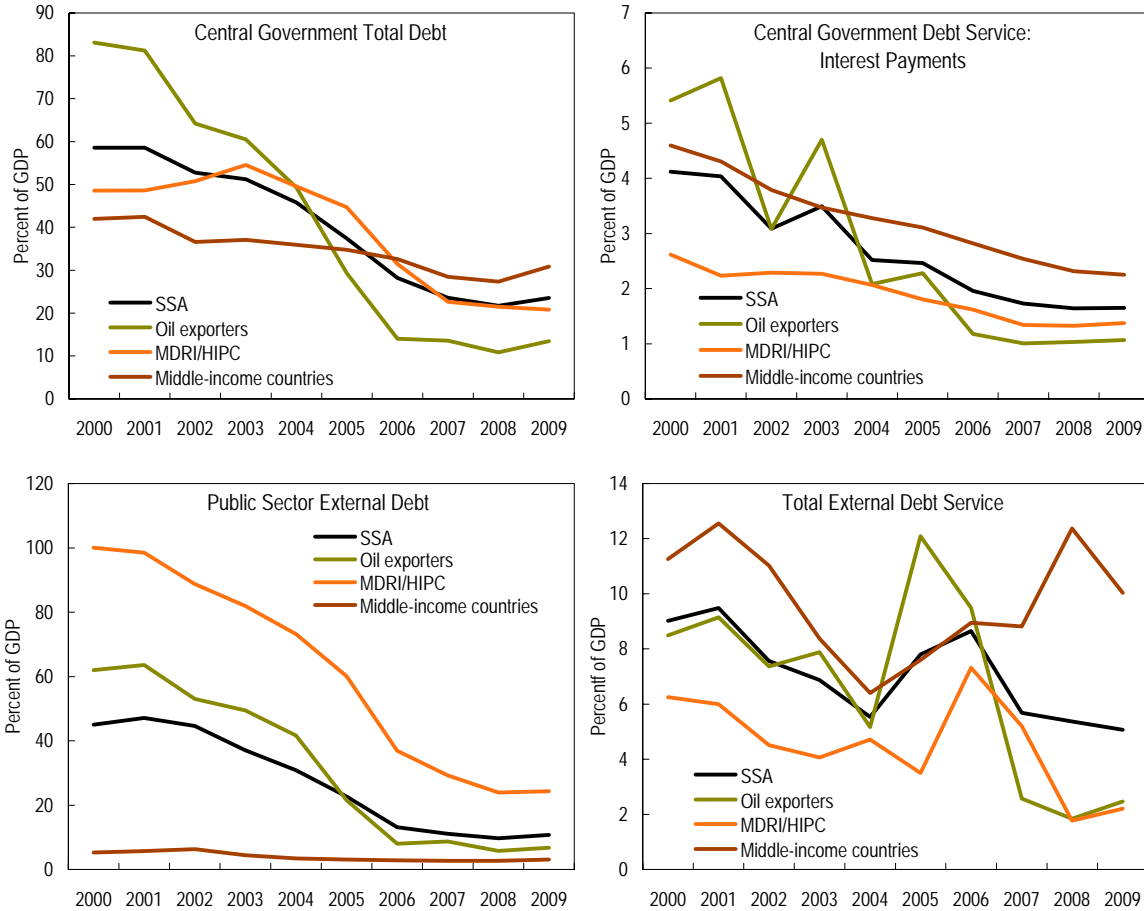 Central Government Total Debt
90
80
70
60
50
40
30
20
10
0
Percent of GDP
SSA
Oil exporters
MDRI/HIPC
Middle-income countries
2000 2001 2002 2003 2004 2005 2006 2007 2008 2009
Central Government Debt Service:
Interest Payments
7
6
5
4
3
2
1
0
Percent of GDP
SSA
Oil exporters
MDRI/HIPC
Middle-income countries
2000 2001 2002 2003 2004 2005 2006 2007 2008 2009
Public Sector External Debt
120
100
80
60
40
20
0
Percent of GDP
SSA
Oil exporters
MDRI/HIPC
Middle-income countries
2000 2001 2002 2003 2004 2005 2006 2007 2008 2009
Total External Debt Service
14
12
10
8
6
4
2
0
Percentf of GDP
SSA
Oil exporters
MDRI/HIPC
Middle-income countries
2000 2001 2002 2003 2004 2005 2006 2007 2008 2009